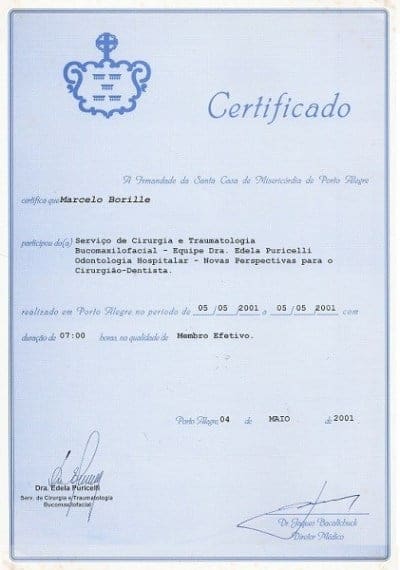 Certificado
A Irmandade da Santa Casa de Misericórdia de Porto Alegre
certifica que Marcelo Borille
participou do(a) Serviço de Cirurgia e Traumatologia
Bucomaxilofacial - Equipe Dra. Edela Puricelli
Odontologia Hospitalar - Novas Perspectivas para o
Cirurgião-Dentista.
realizado em Porto Alegre no período de 05/05/2001 a 05/05/2001 com
duração de 07:00 horas, na qualidade de Membro Efetivo.
Porto Alegre, 04 de MAIO de 2001
Dra. Edela Puricelli
Serv. de Cirurgia e Traumatologia
Bucomaxilofacial
Dr. Jacques
Diretor Médico